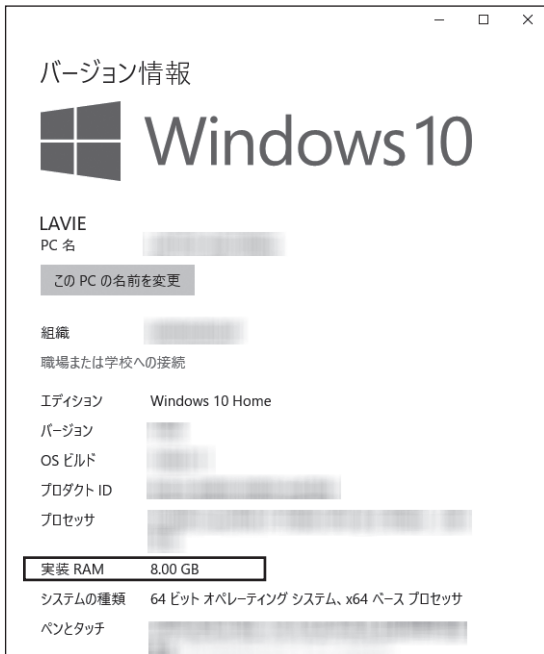 バージョン情報
Windows 10
LAVIE
PC 名
この PC の名前を変更
組織
職場または学校への接続
エディション Windows 10 Home
バージョン
OS ビルド
プロダクト ID
プロセッサ
実装 RAM 8.00 GB
システムの種類 64 ビット オペレーティング システム、x64 ベース プロセッサ
ペンとタッチ